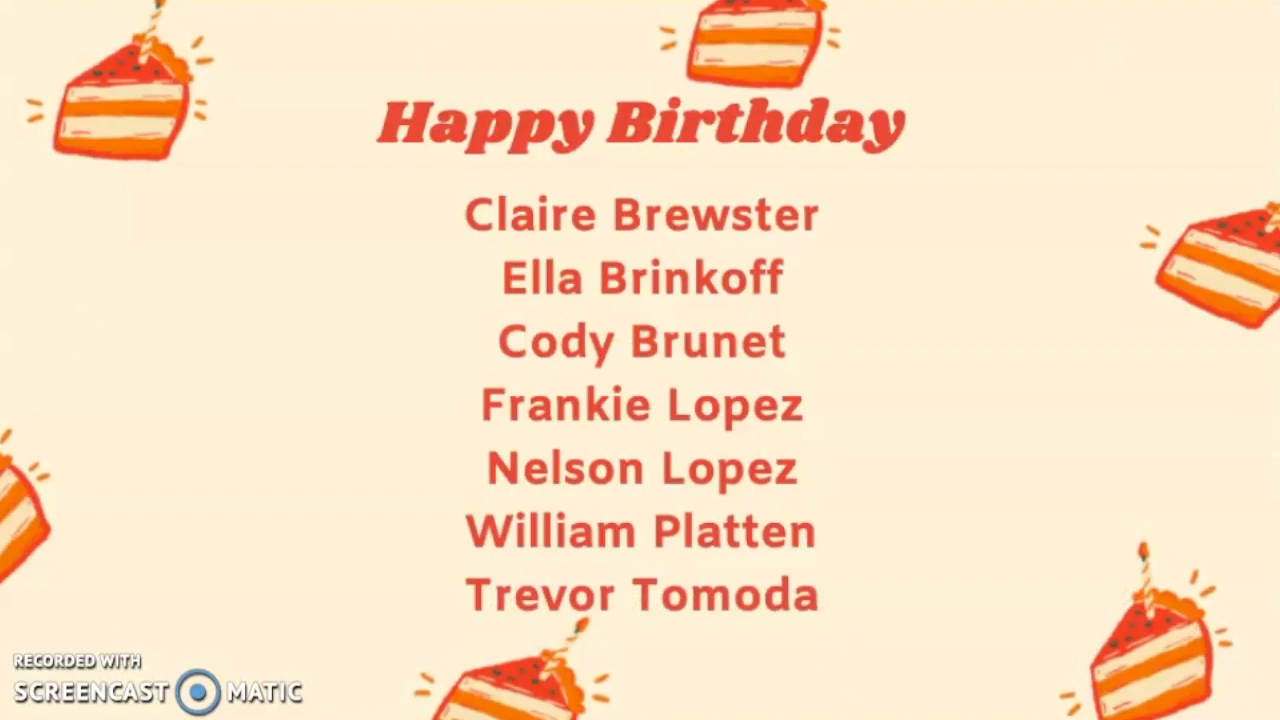 Happy Birthday
Claire Brewster
Ella Brinkoff
Cody Brunet
Frankie Lopez
Nelson Lopez
William Platten
Trevor Tomoda
RECORDED WITH
SCREENCAST MATIC